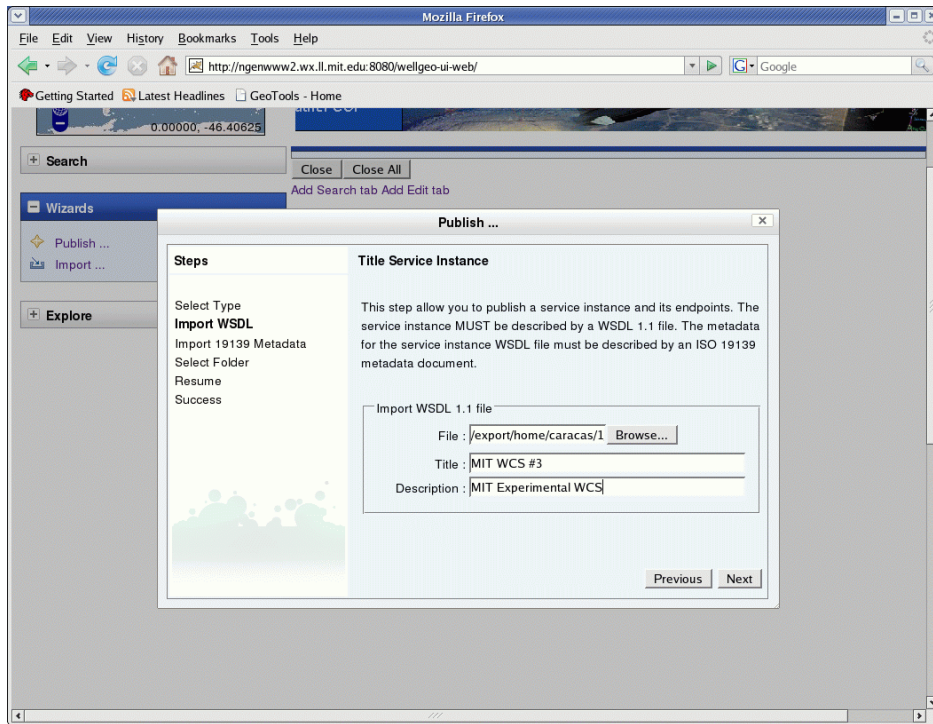 Mozilla Firefox
File Edit View History Bookmarks Tools Help
http://ngenwww2.wx.ll.mit.edu:8080/wellgeo-ui-web/
G Google
Getting Started Latest Headlines GeoTools - Home
0.00000, -46.40625
Search
Close Close All
Add Search tab Add Edit tab
Wizards
Publish ...
Import ...
Explore
Publish ...
Steps
Select Type
Import WSDL
Import 19139 Metadata
Select Folder
Resume
Success
Title Service Instance
This step allow you to publish a service instance and its endpoints. The
service instance MUST be described by a WSDL 1.1 file. The metadata
for the service instance WSDL file must be described by an ISO 19139
metadata document.
Import WSDL 1.1 file
File : /export/home/caracas/1 Browse...
Title : MIT WCS #3
Description : MIT Experimental WCS
Previous Next